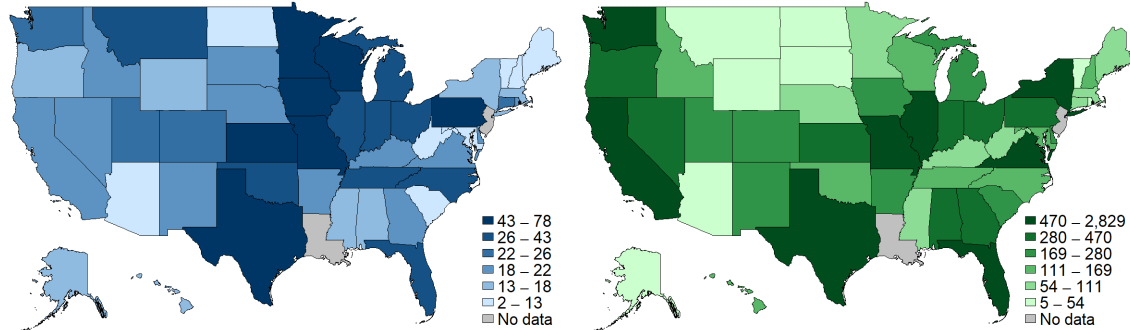 43 – 78
26 – 43
22 – 26
18 – 22
13 – 18
2 – 13
No data
470 – 2,829
280 – 470
169 – 280
111 – 169
54 – 111
5 – 54
No data